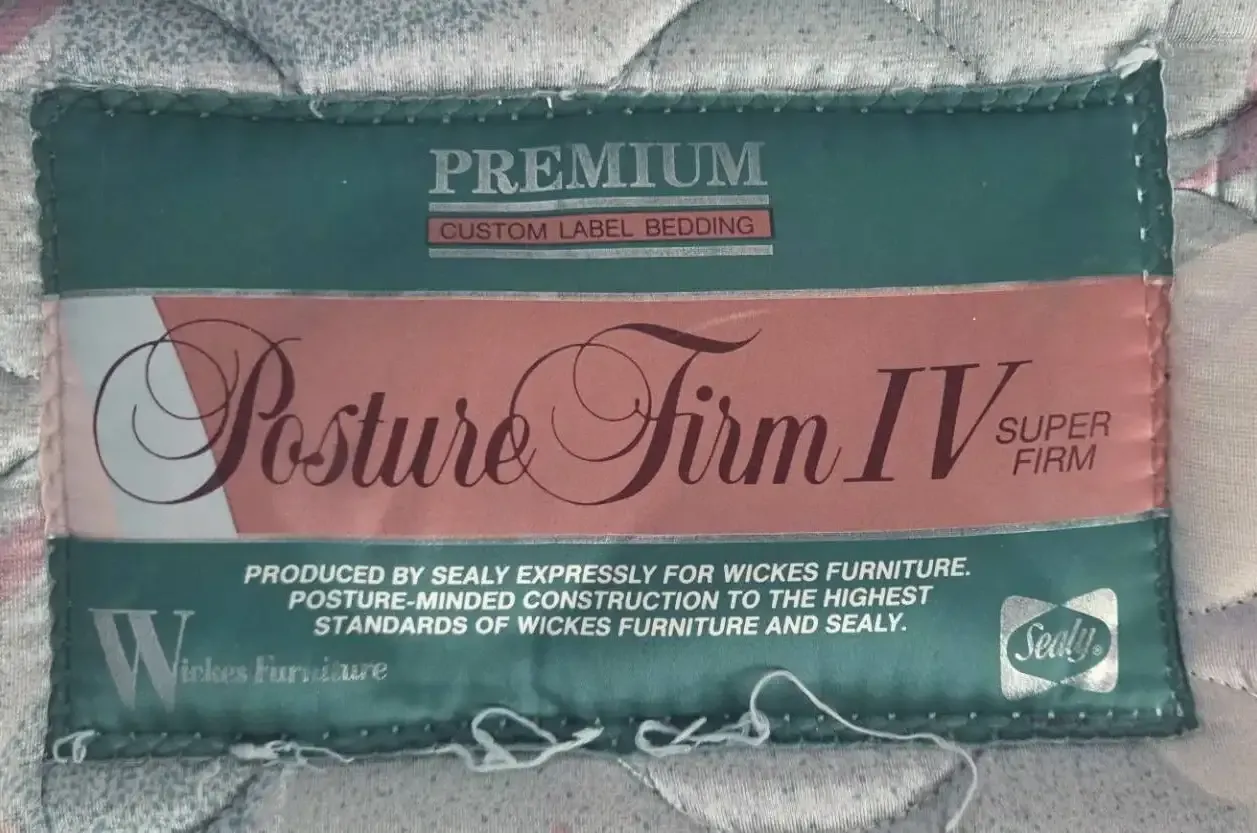 PREMIUM
CUSTOM LABEL BEDDING
Posture Firm IV
SUPER
FIRM
PRODUCED BY SEALY EXPRESSLY FOR WICKES FURNITURE.
POSTURE-MINDED CONSTRUCTION TO THE HIGHEST
STANDARDS OF WICKES FURNITURE AND SEALY.
Wickes Furniture
Sealy®